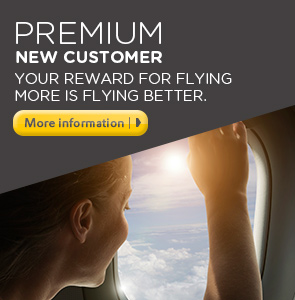 PREMIUM
NEW CUSTOMER
YOUR REWARD FOR FLYING
MORE IS FLYING BETTER.
More information